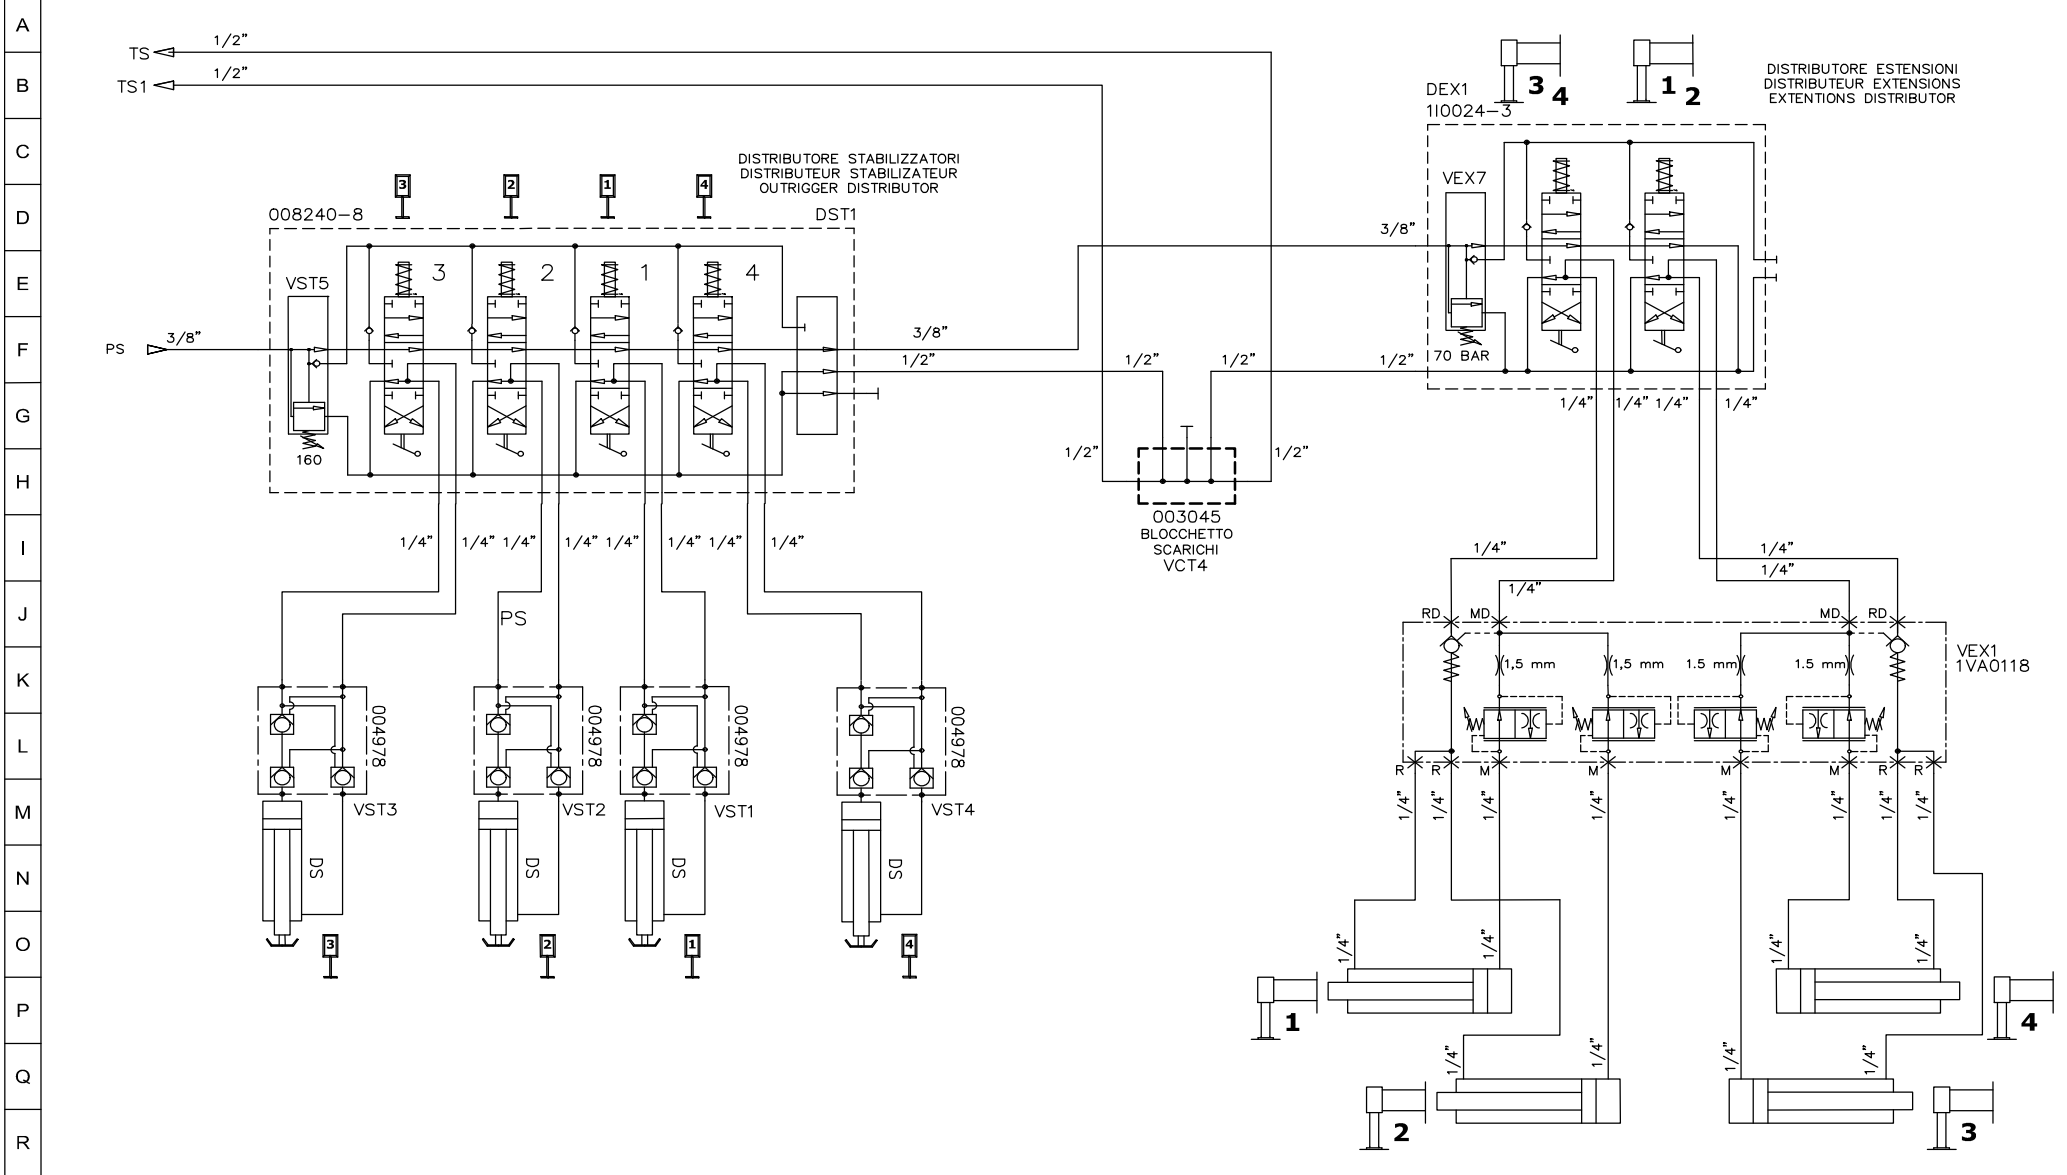 A
B
C
D
E
F
G
H
I
J
K
L
M
N
O
P
Q
R
TS
1/2"
TS1
1/2"
3
4
1
2
DISTRIBUTORE ESTENSIONI
DISTRIBUTEUR EXTENSIONS
EXTENTIONS DISTRIBUTOR
DEX1
1I0024-3
DISTRIBUTORE STABILIZZATORI
DISTRIBUTEUR STABILIZATEUR
OUTRIGGER DISTRIBUTOR
3
2
1
4
VEX7
008240-8
DST1
3/8"
3
2
1
4
VST5
PS
3/8"
3/8"
1/2"
1/2"
1/2"
1/2"
70 BAR
160
1/4"
1/4"
1/4"
1/4"
1/2"
1/2"
003045
BLOCCHETTO
SCARICHI
VCT4
1/4"
1/4"
1/4"
1/4"
1/4"
1/4"
1/4"
1/4"
1/4"
1/4"
1/4"
1/4"
PS
RD
MD
MD
RD
VEX1
1VA0118
1,5 mm
1,5 mm
1.5 mm
1.5 mm
004978
004978
004978
004978
R
R
M
M
M
M
R
R
VST3
VST2
VST1
VST4
1/4"
1/4"
1/4"
1/4"
1/4"
1/4"
1/4"
1/4"
DS
DS
DS
DS
3
2
1
4
1/4"
1/4"
1/4"
1/4"
1
4
1/4"
1/4"
1/4"
1/4"
2
3